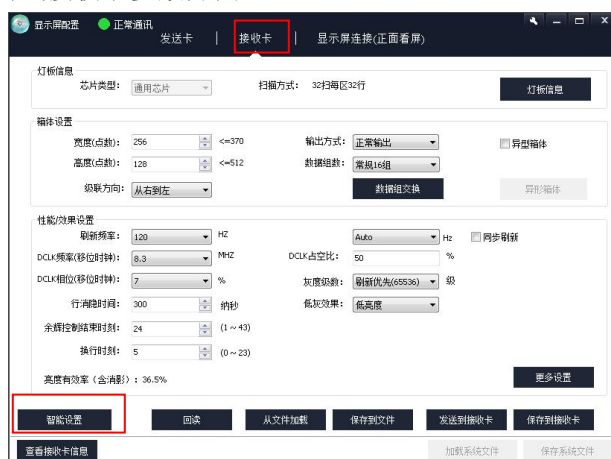 显示屏配置 正常通讯
发送卡 | 接收卡 | 显示屏连接(正面看屏)
灯板信息
芯片类型: 通用芯片 扫描方式: 32扫每区32行 灯板信息
箱体设置
宽度(点数): 256 <=370 输出方式: 正常输出 异型箱体
高度(点数): 128 <=512 数据组数: 常规16组
级联方向: 从右到左 数据组交换 异形箱体
性能/效果设置
刷新频率: 120 HZ Auto Hz 同步刷新
DCLK频率(移位时钟): 8.3 MHZ DCLK占空比: 50 %
DCLK相位(移位时钟): 7 % 灰度级数: 刷新优先(65536) 级
行消隐时间: 300 纳秒 低灰效果: 低亮度
余辉控制结束时刻: 24 (1 ~ 43)
换行时刻: 5 (0 ~ 23)
亮度有效率（含消影）: 36.5% 更多设置
智能设置 回读 从文件加载 保存到文件 发送到接收卡 保存到接收卡
查看接收卡信息 加载系统文件 保存系统文件